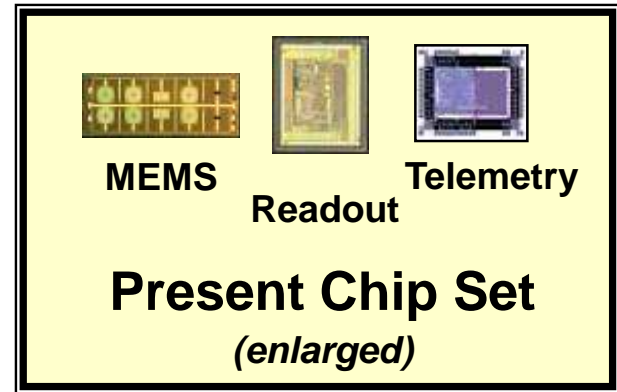 MEMS
Telemetry
Readout
Present Chip Set
(enlarged)